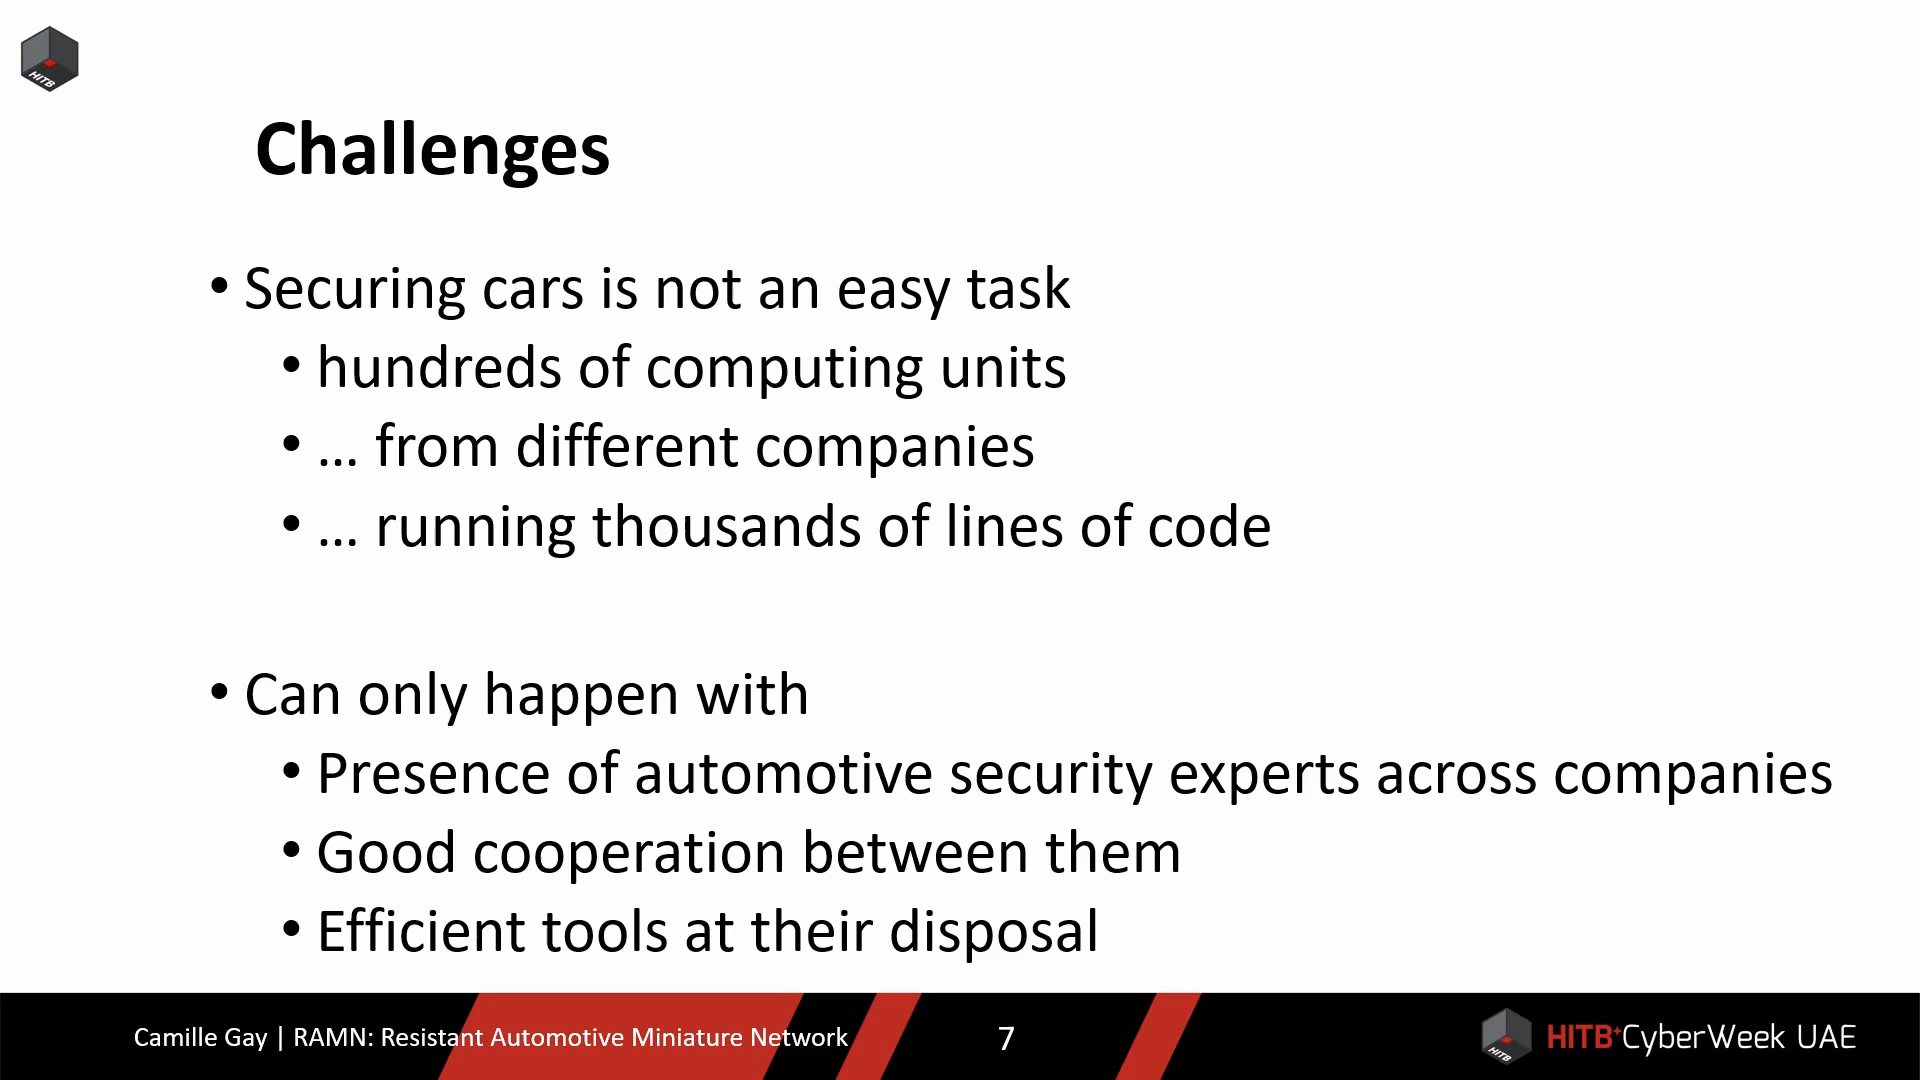 HITB
Challenges
• Securing cars is not an easy task
• hundreds of computing units
• … from different companies
• … running thousands of lines of code
• Can only happen with
• Presence of automotive security experts across companies
• Good cooperation between them
• Efficient tools at their disposal
Camille Gay | RAMN: Resistant Automotive Miniature Network
7
HITB
HITB+CyberWeek UAE